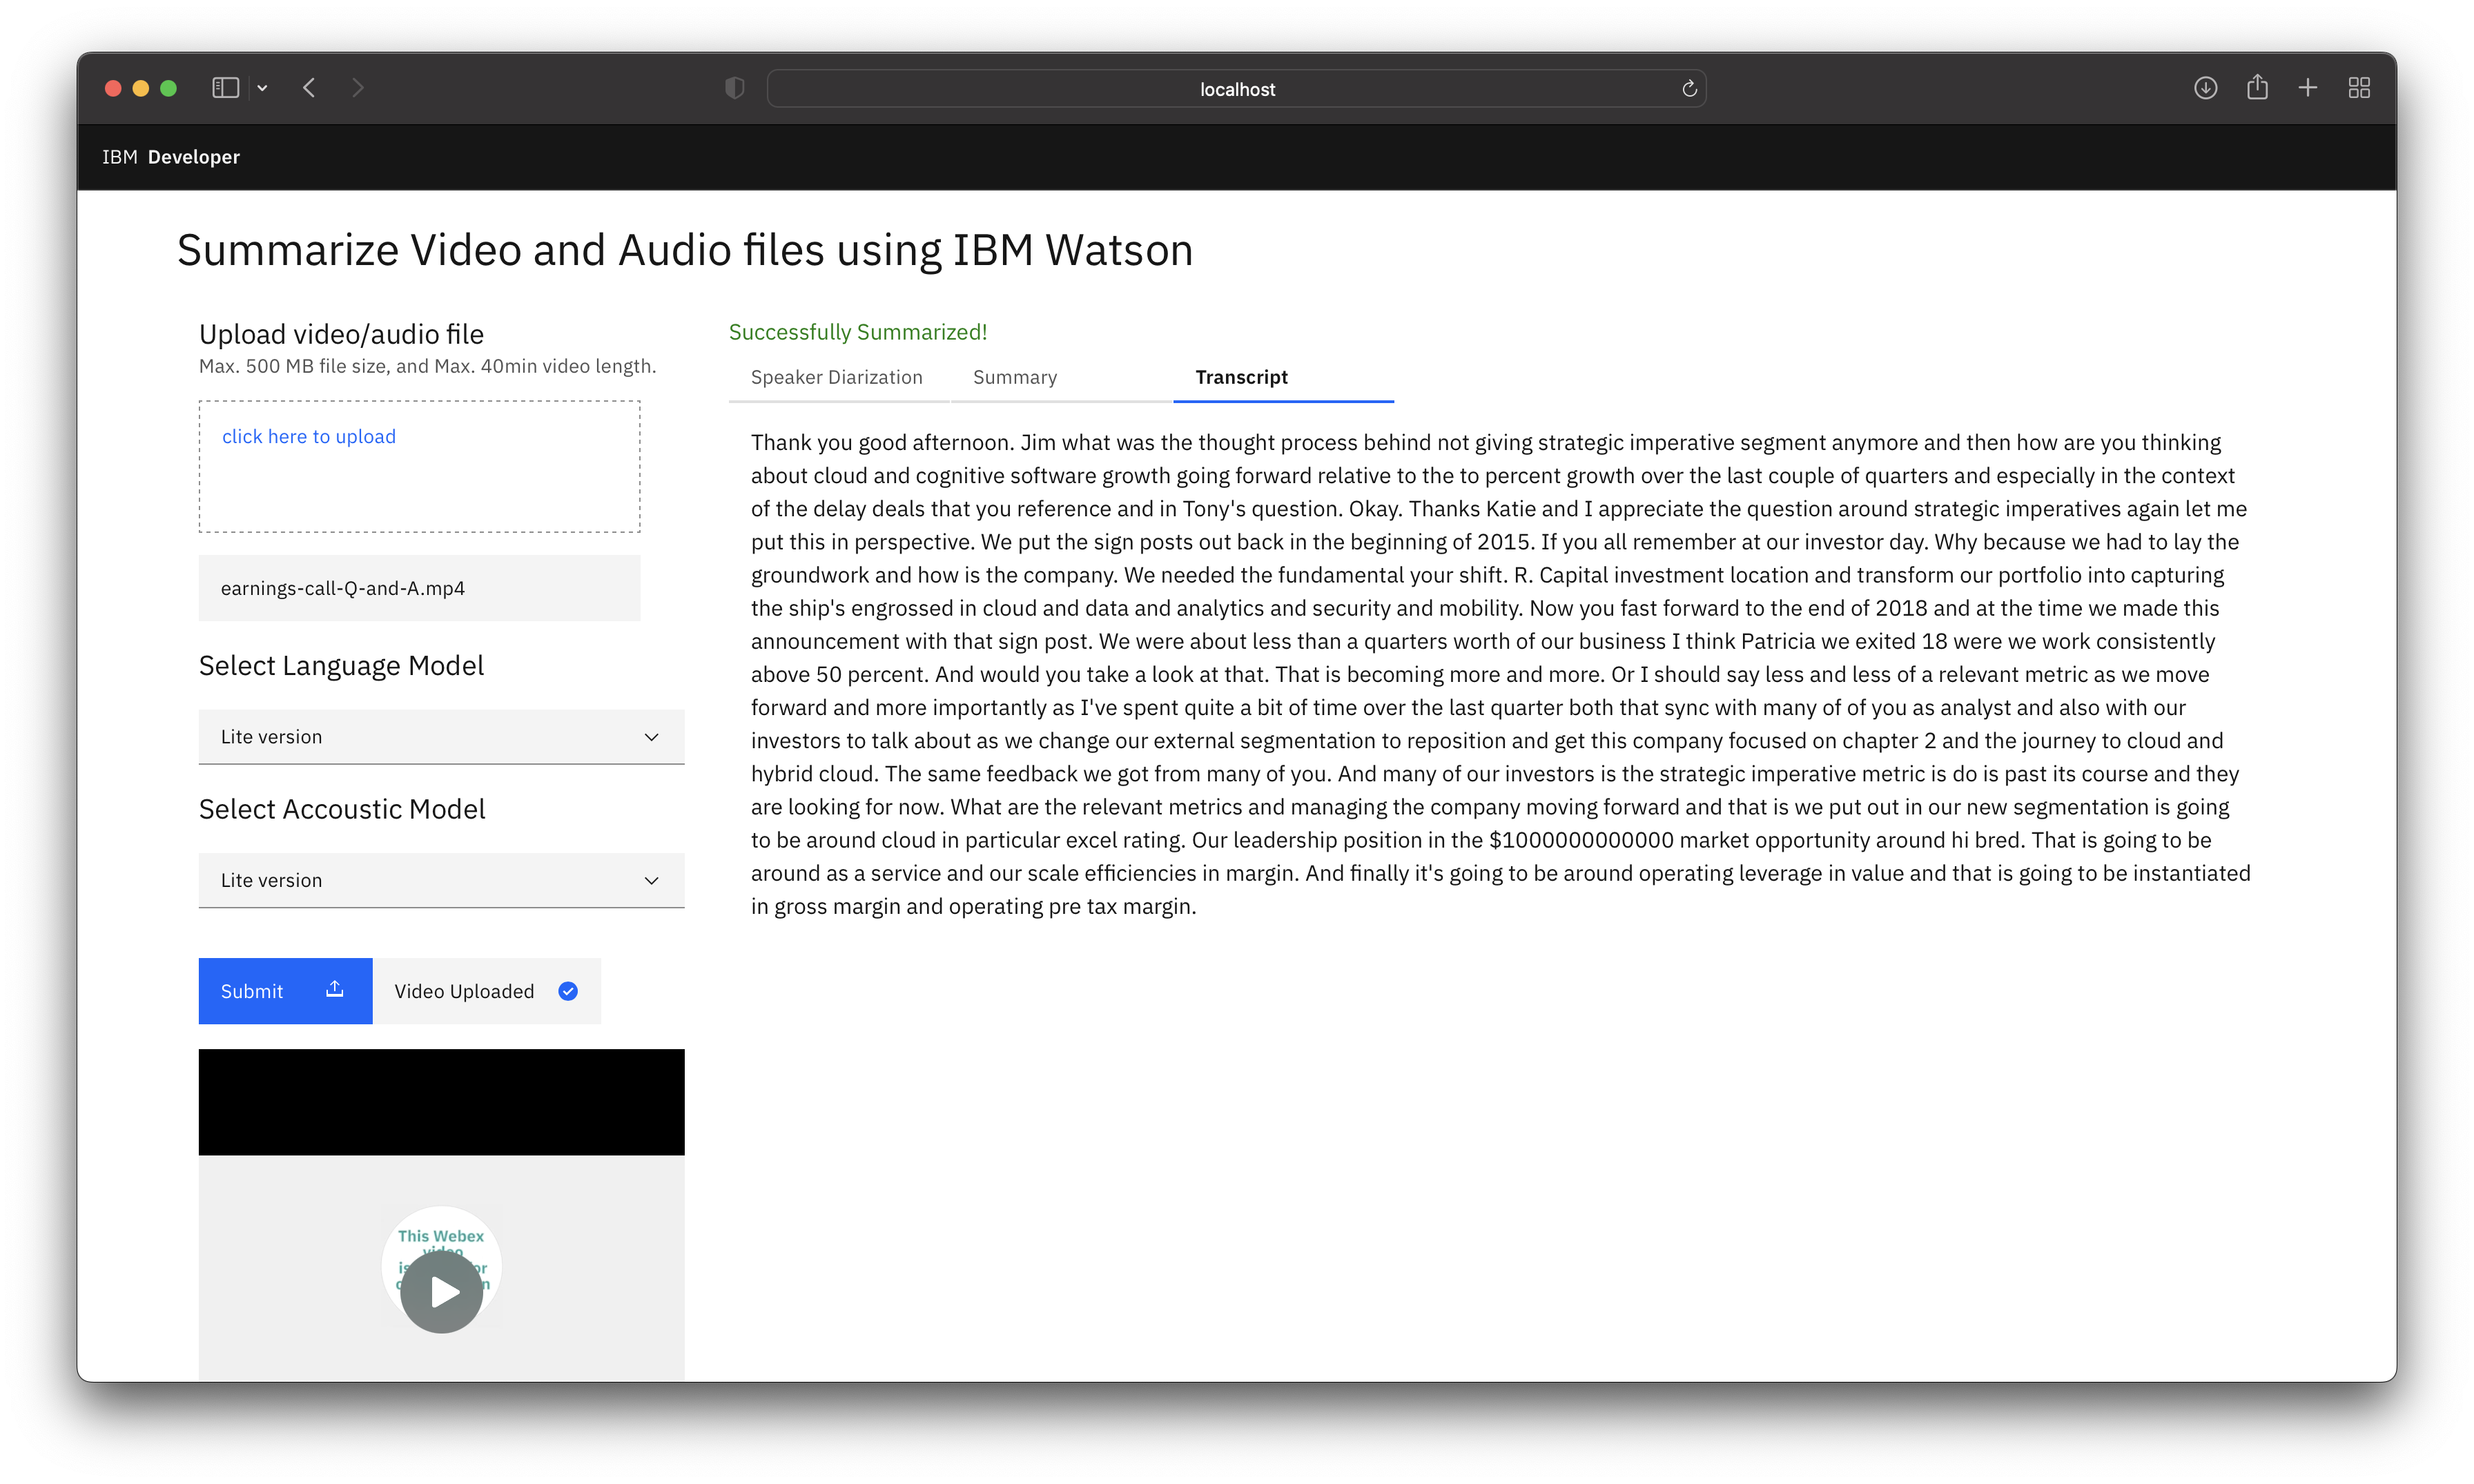 localhost
IBM Developer
Summarize Video and Audio files using IBM Watson
Upload video/audio file
Max. 500 MB file size, and Max. 40min video length.
click here to upload
earnings-call-Q-and-A.mp4
Select Language Model
Lite version
Select Accoustic Model
Lite version
Submit
Video Uploaded
This Webex
video
Successfully Summarized!
Speaker Diarization
Summary
Transcript
Thank you good afternoon. Jim what was the thought process behind not giving strategic imperative segment anymore and then how are you thinking
about cloud and cognitive software growth going forward relative to the to percent growth over the last couple of quarters and especially in the context
of the delay deals that you reference and in Tony's question. Okay. Thanks Katie and I appreciate the question around strategic imperatives again let me
put this in perspective. We put the sign posts out back in the beginning of 2015. If you all remember at our investor day. Why because we had to lay the
groundwork and how is the company. We needed the fundamental your shift. R. Capital investment location and transform our portfolio into capturing
the ship's engrossed in cloud and data and analytics and security and mobility. Now you fast forward to the end of 2018 and at the time we made this
announcement with that sign post. We were about less than a quarters worth of our business I think Patricia we exited 18 were we work consistently
above 50 percent. And would you take a look at that. That is becoming more and more. Or I should say less and less of a relevant metric as we move
forward and more importantly as I've spent quite a bit of time over the last quarter both that sync with many of of you as analyst and also with our
investors to talk about as we change our external segmentation to reposition and get this company focused on chapter 2 and the journey to cloud and
hybrid cloud. The same feedback we got from many of you. And many of our investors is the strategic imperative metric is do is past its course and they
are looking for now. What are the relevant metrics and managing the company moving forward and that is we put out in our new segmentation is going
to be around cloud in particular excel rating. Our leadership position in the $1000000000000 market opportunity around hi bred. That is going to be
around as a service and our scale efficiencies in margin. And finally it's going to be around operating leverage in value and that is going to be instantiated
in gross margin and operating pre tax margin.